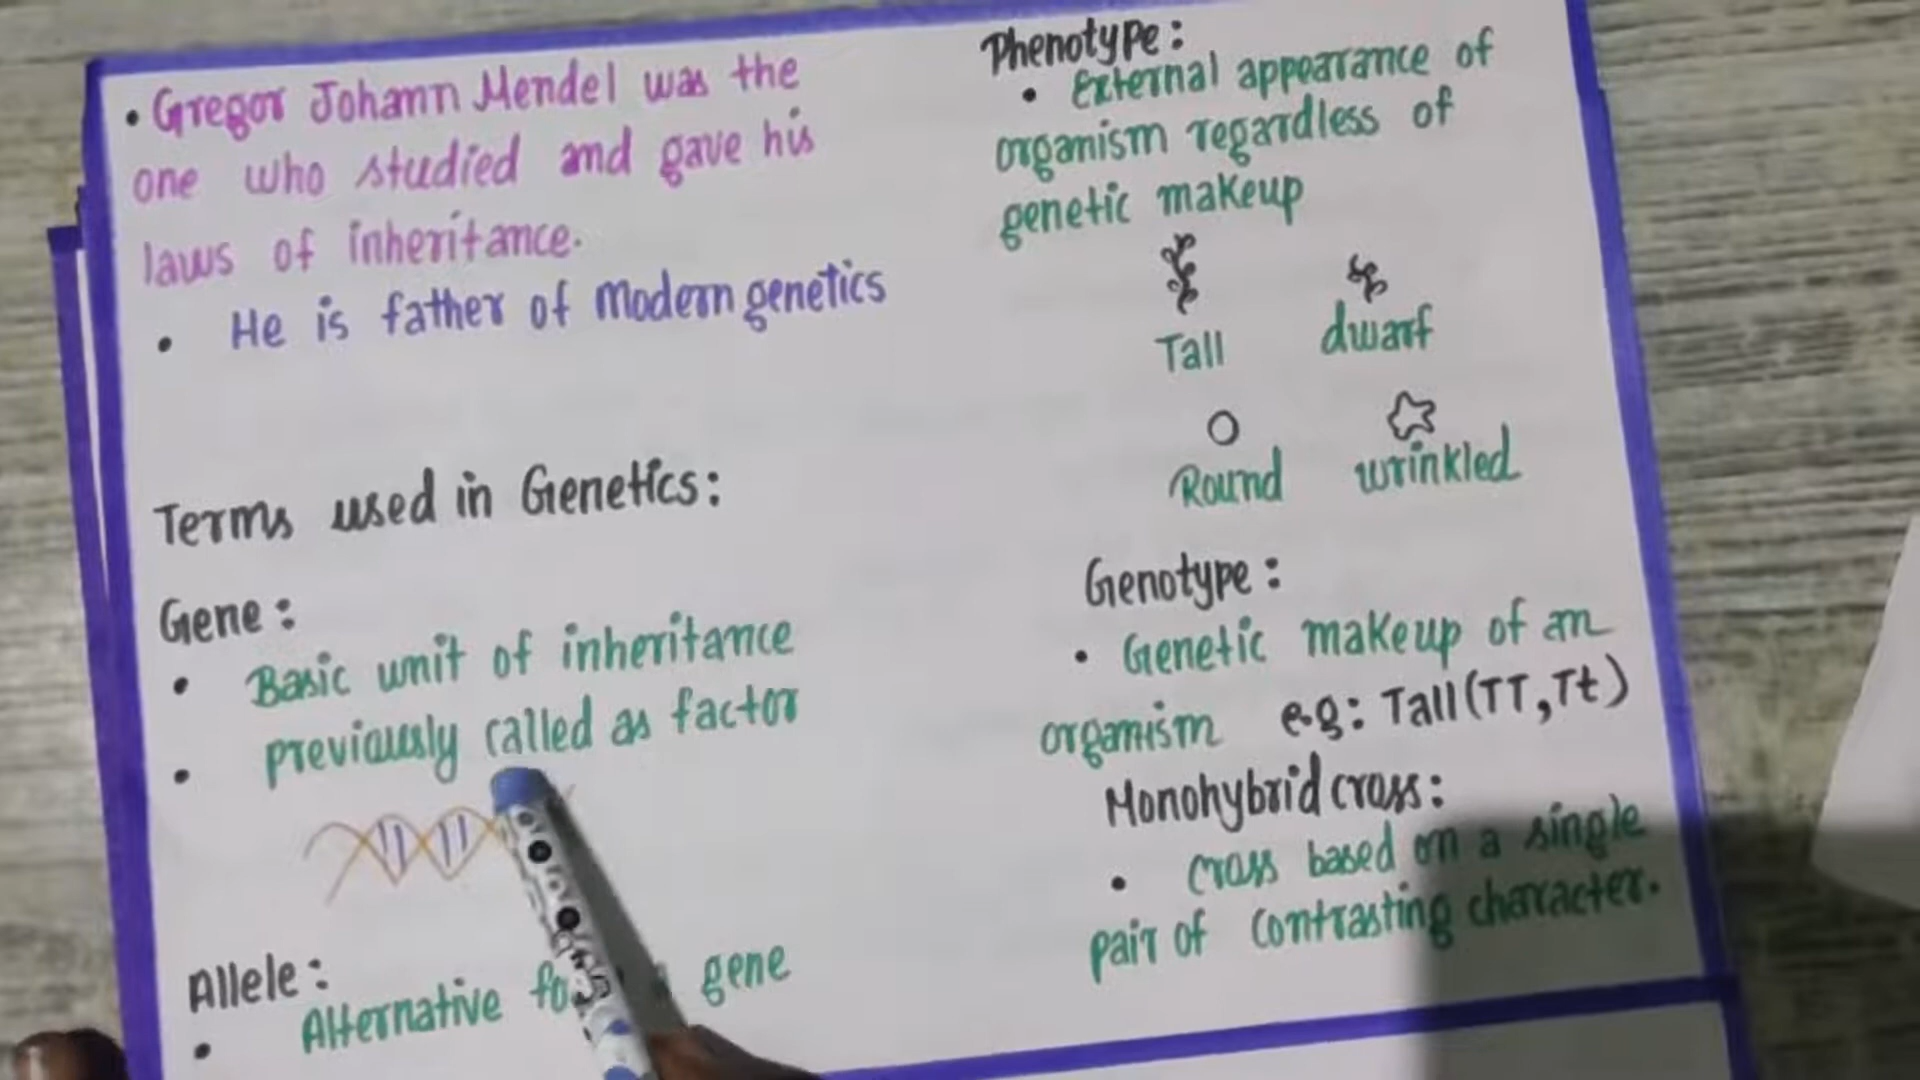 • Gregor Johann Mendel was the
one who studied and gave his
laws of inheritance.
• He is father of Modern genetics
Terms used in Genetics:
Gene:
• Basic unit of inheritance
• previously called as factor
Allele:
• Alternative gene
Phenotype:
• External appearance of
organism regardless of
genetic makeup
Tall dwarf
Round wrinkled
Genotype:
• Genetic makeup of an
organism e.g: Tall (TT, Tt)
Monohybrid cross:
• cross based on a single
pair of contrasting character.